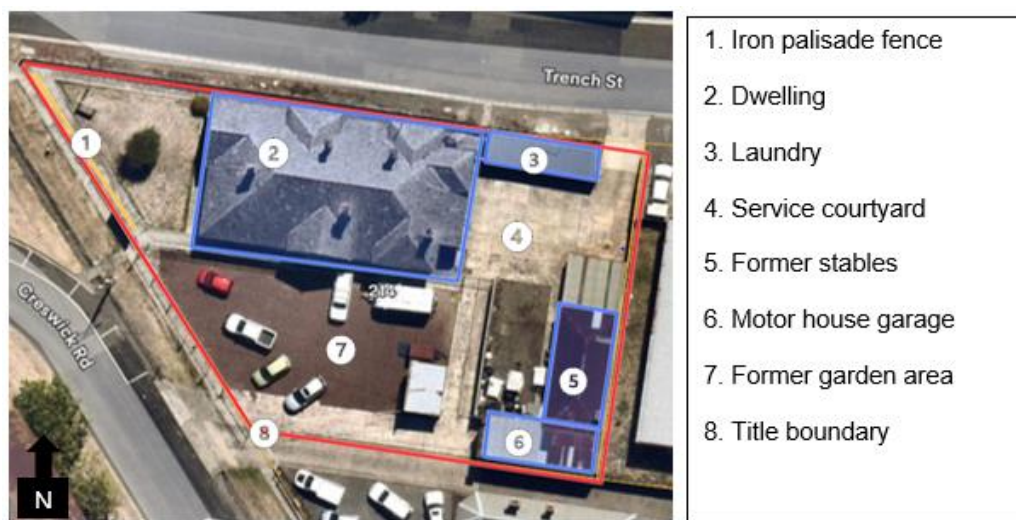 Trench St
1
2
3
4
214
5
7
6
8
Creswick Rd
N
1. Iron palisade fence
2. Dwelling
3. Laundry
4. Service courtyard
5. Former stables
6. Motor house garage
7. Former garden area
8. Title boundary